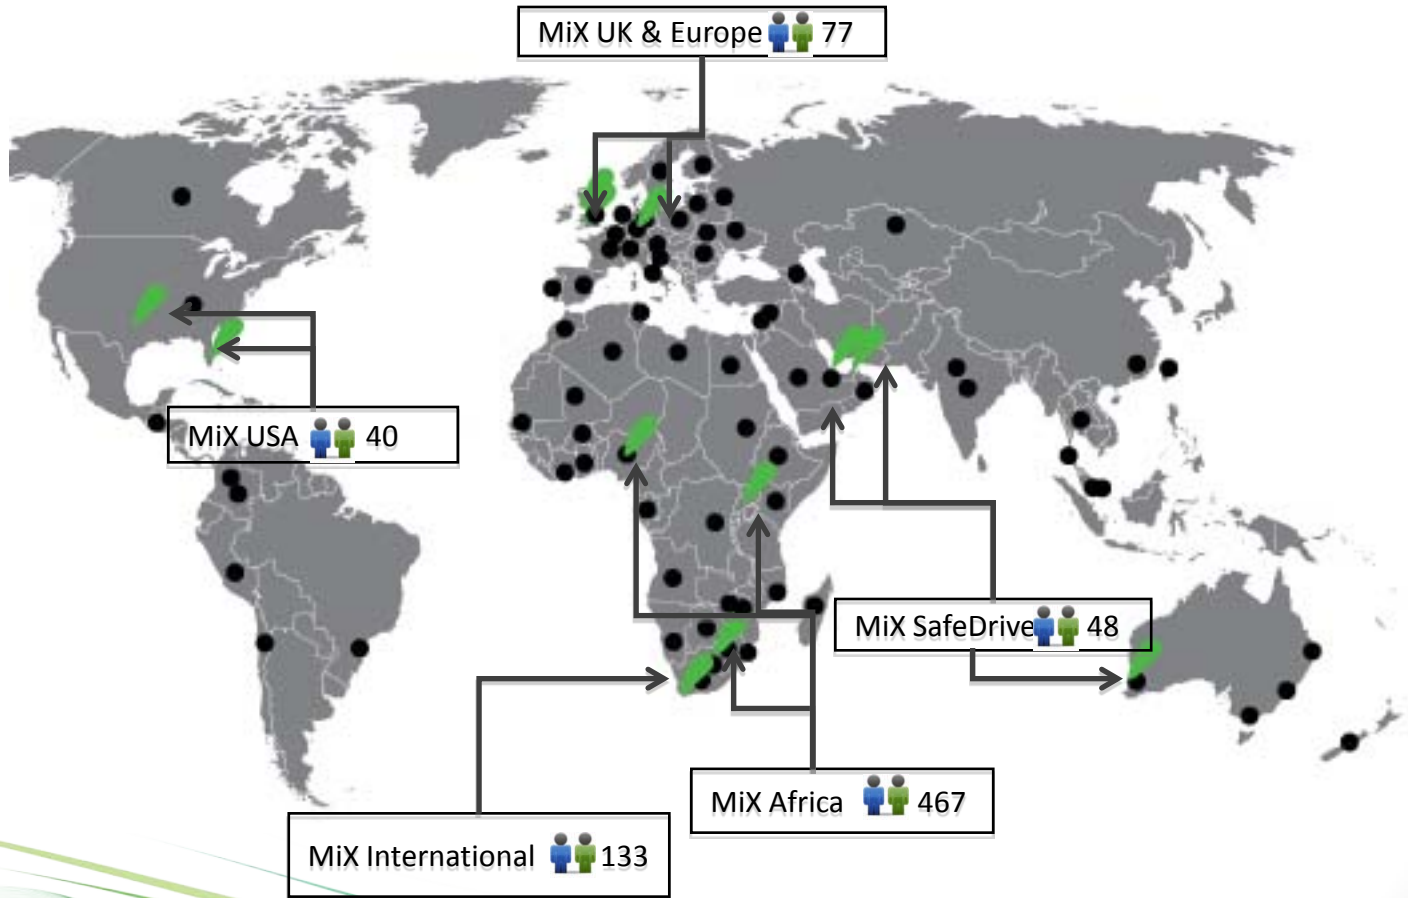 MiX UK & Europe 77
MiX USA 40
MiX SafeDrive 48
MiX Africa 467
MiX International 133